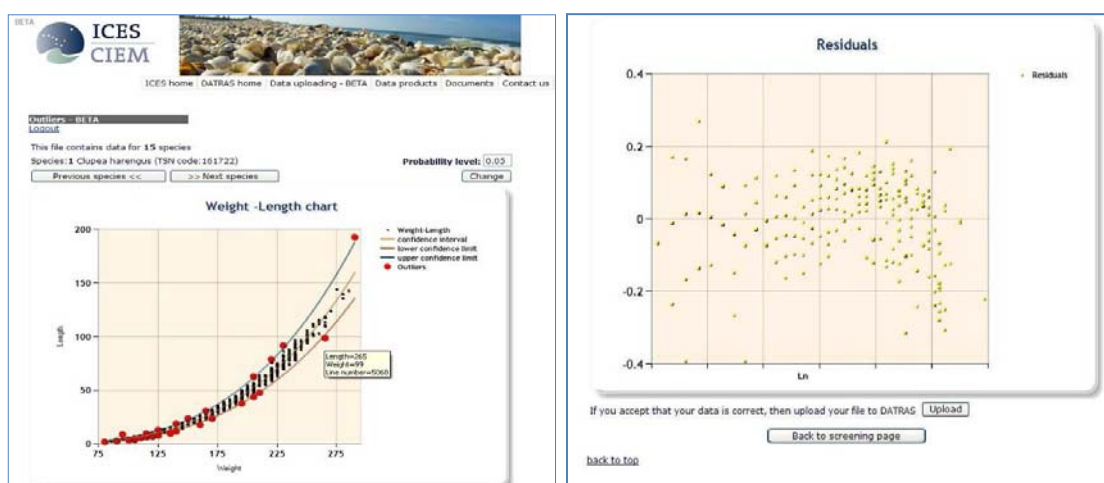 BETA
ICES
CIEM
ICES home DATRAS home Data uploading - BETA Data products Documents Contact us
Outliers - BETA
Logout
This file contains data for 15 species
Species:1 Clupea harengus (TSN code:161722)
Probability level: 0.05
Previous species << >> Next species Change
Weight -Length chart
200
150
100
50
0
75 125 175 225 275
Length
Weight
Weight-Length
confidence interval
lower confidence limit
upper confidence limit
Outliers
Length=265
Weight=99
Line number=5068
Residuals
0.4
0.2
0
-0.2
-0.4
Ln
Residuals
If you accept that your data is correct, then upload your file to DATRAS Upload
Back to screening page
back to top